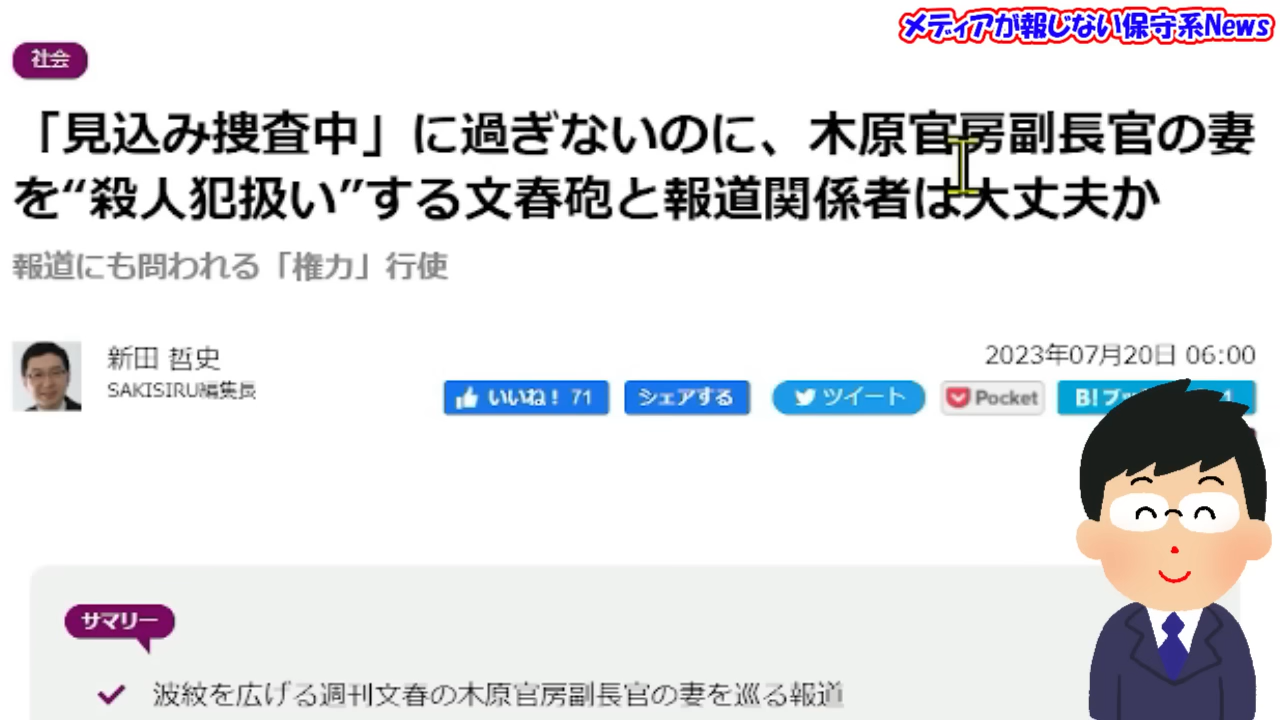 メディアが報じない保守系News
社会
「見込み捜査中」に過ぎないのに、木原官房副長官の妻
を“殺人犯扱い”する文春砲と報道関係者は大丈夫か
報道にも問われる「権力」行使
新田 哲史
SAKISIRU編集長
2023年07月20日 06:00
いいね！ 71
シェアする
ツイート
Pocket
B!ブッ 1
サマリー
波紋を広げる週刊文春の木原官房副長官の妻を巡る報道